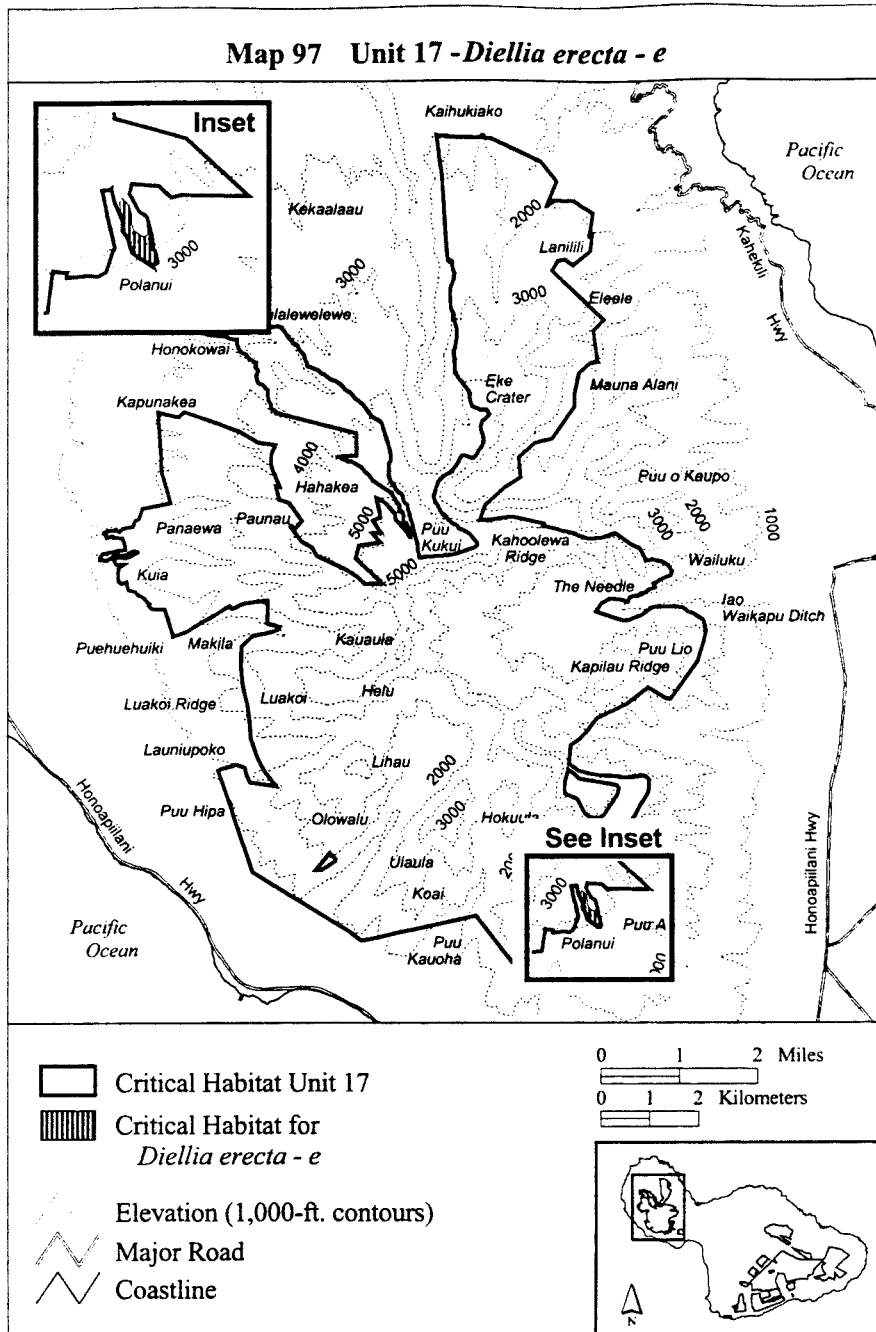 Map 97 Unit 17 -Diellia erecta - e
Inset
3000
Polanui
Kaihukiako
Pacific
Ocean
Kekaalaau
2000
Lanilili
Kahekili
Hwy
3000
3000
Eleele
Honokowai
Eke
Crater
Mauna Alani
Kapunakea
4000
Hahakea
Puu o Kaupo
3000
2000
1000
Panaewa
Paunau
5000
Puu
Kukui
Kahoolewa
Ridge
Wailuku
Kuia
5000
The Needle
Iao
Waikapu Ditch
Puehuehuiki
Makila
Kauaula
Puu Lio
Kapilau Ridge
Luakoi Ridge
Luakoi
Helu
Launiupoko
Lihau
2000
Honoapiilani
Hwy
Puu Hipa
Olowalu
3000
See Inset
Honoapiilani Hwy
Ulaula
Koai
3000
Polanui
Puu A
Pacific
Ocean
Puu
Kauoha
Critical Habitat Unit 17
Critical Habitat for
Diellia erecta - e
Elevation (1,000-ft. contours)
Major Road
Coastline
0 1 2 Miles
0 1 2 Kilometers
N